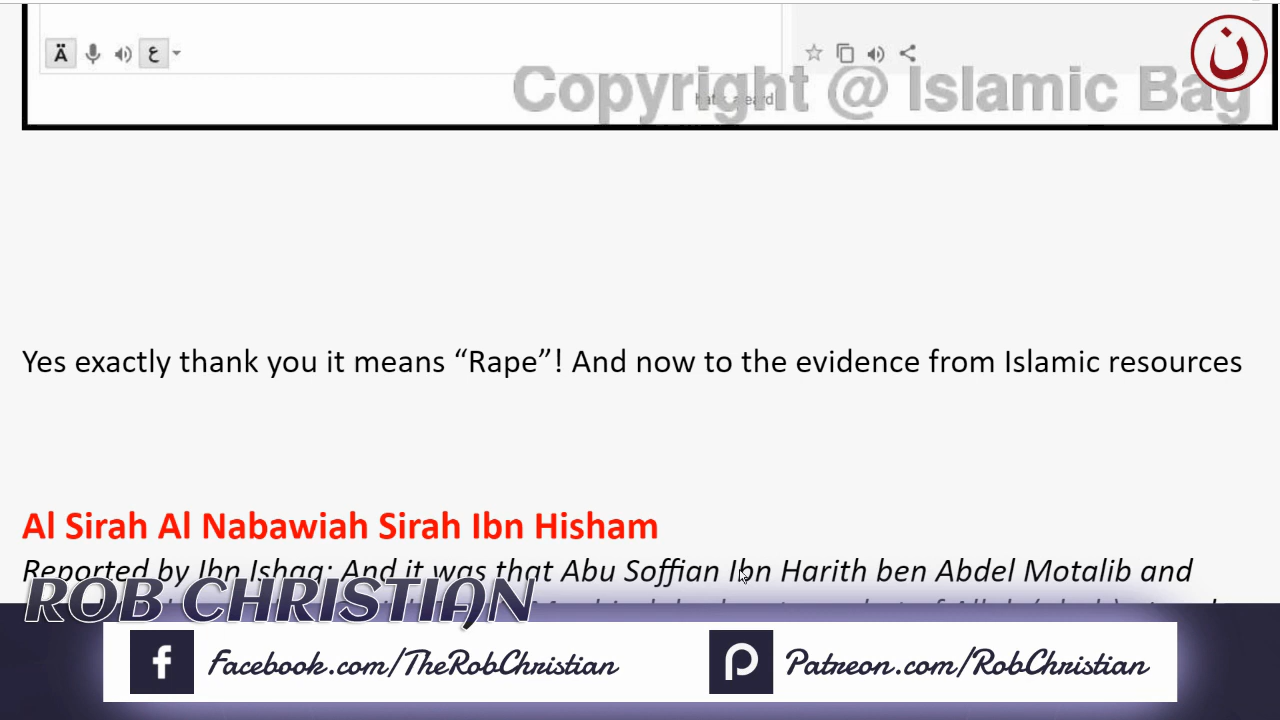 Ä ع
Copyright @ Islamic Bag
ن
Yes exactly thank you it means “Rape”! And now to the evidence from Islamic resources
Al Sirah Al Nabawiah Sirah Ibn Hisham
Reported by Ibn Ishaq: And it was that Abu Soffian Ibn Harith ben Abdel Motalib and
ROB CHRISTIAN
f Facebook.com/TheRobChristian Patreon.com/RobChristian